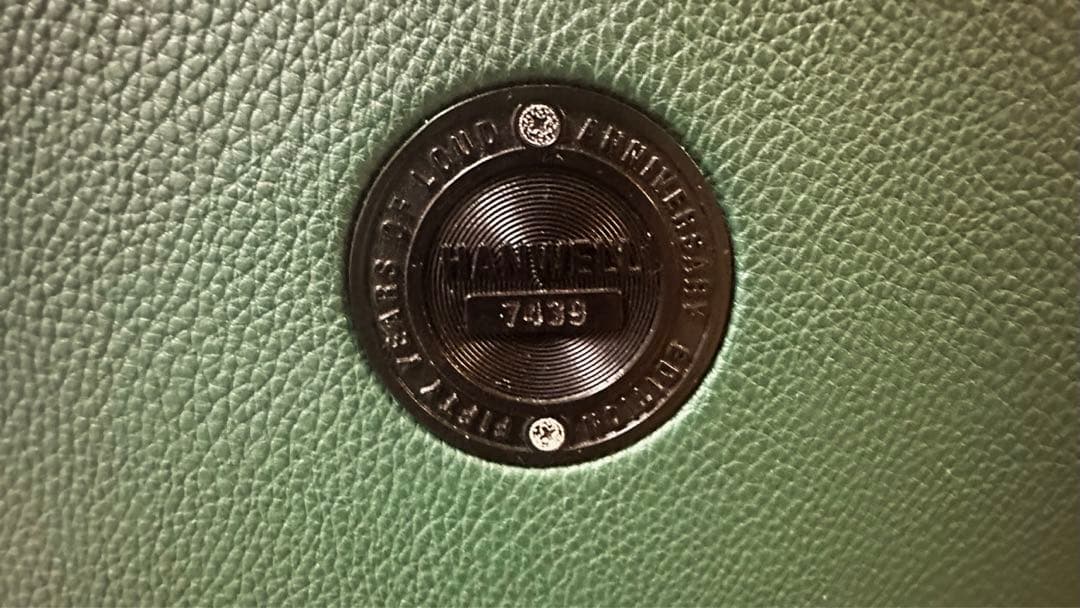 FIFTY YEARS OF LOUD
ANNIVERSARY EDITION
HANWELL
7439